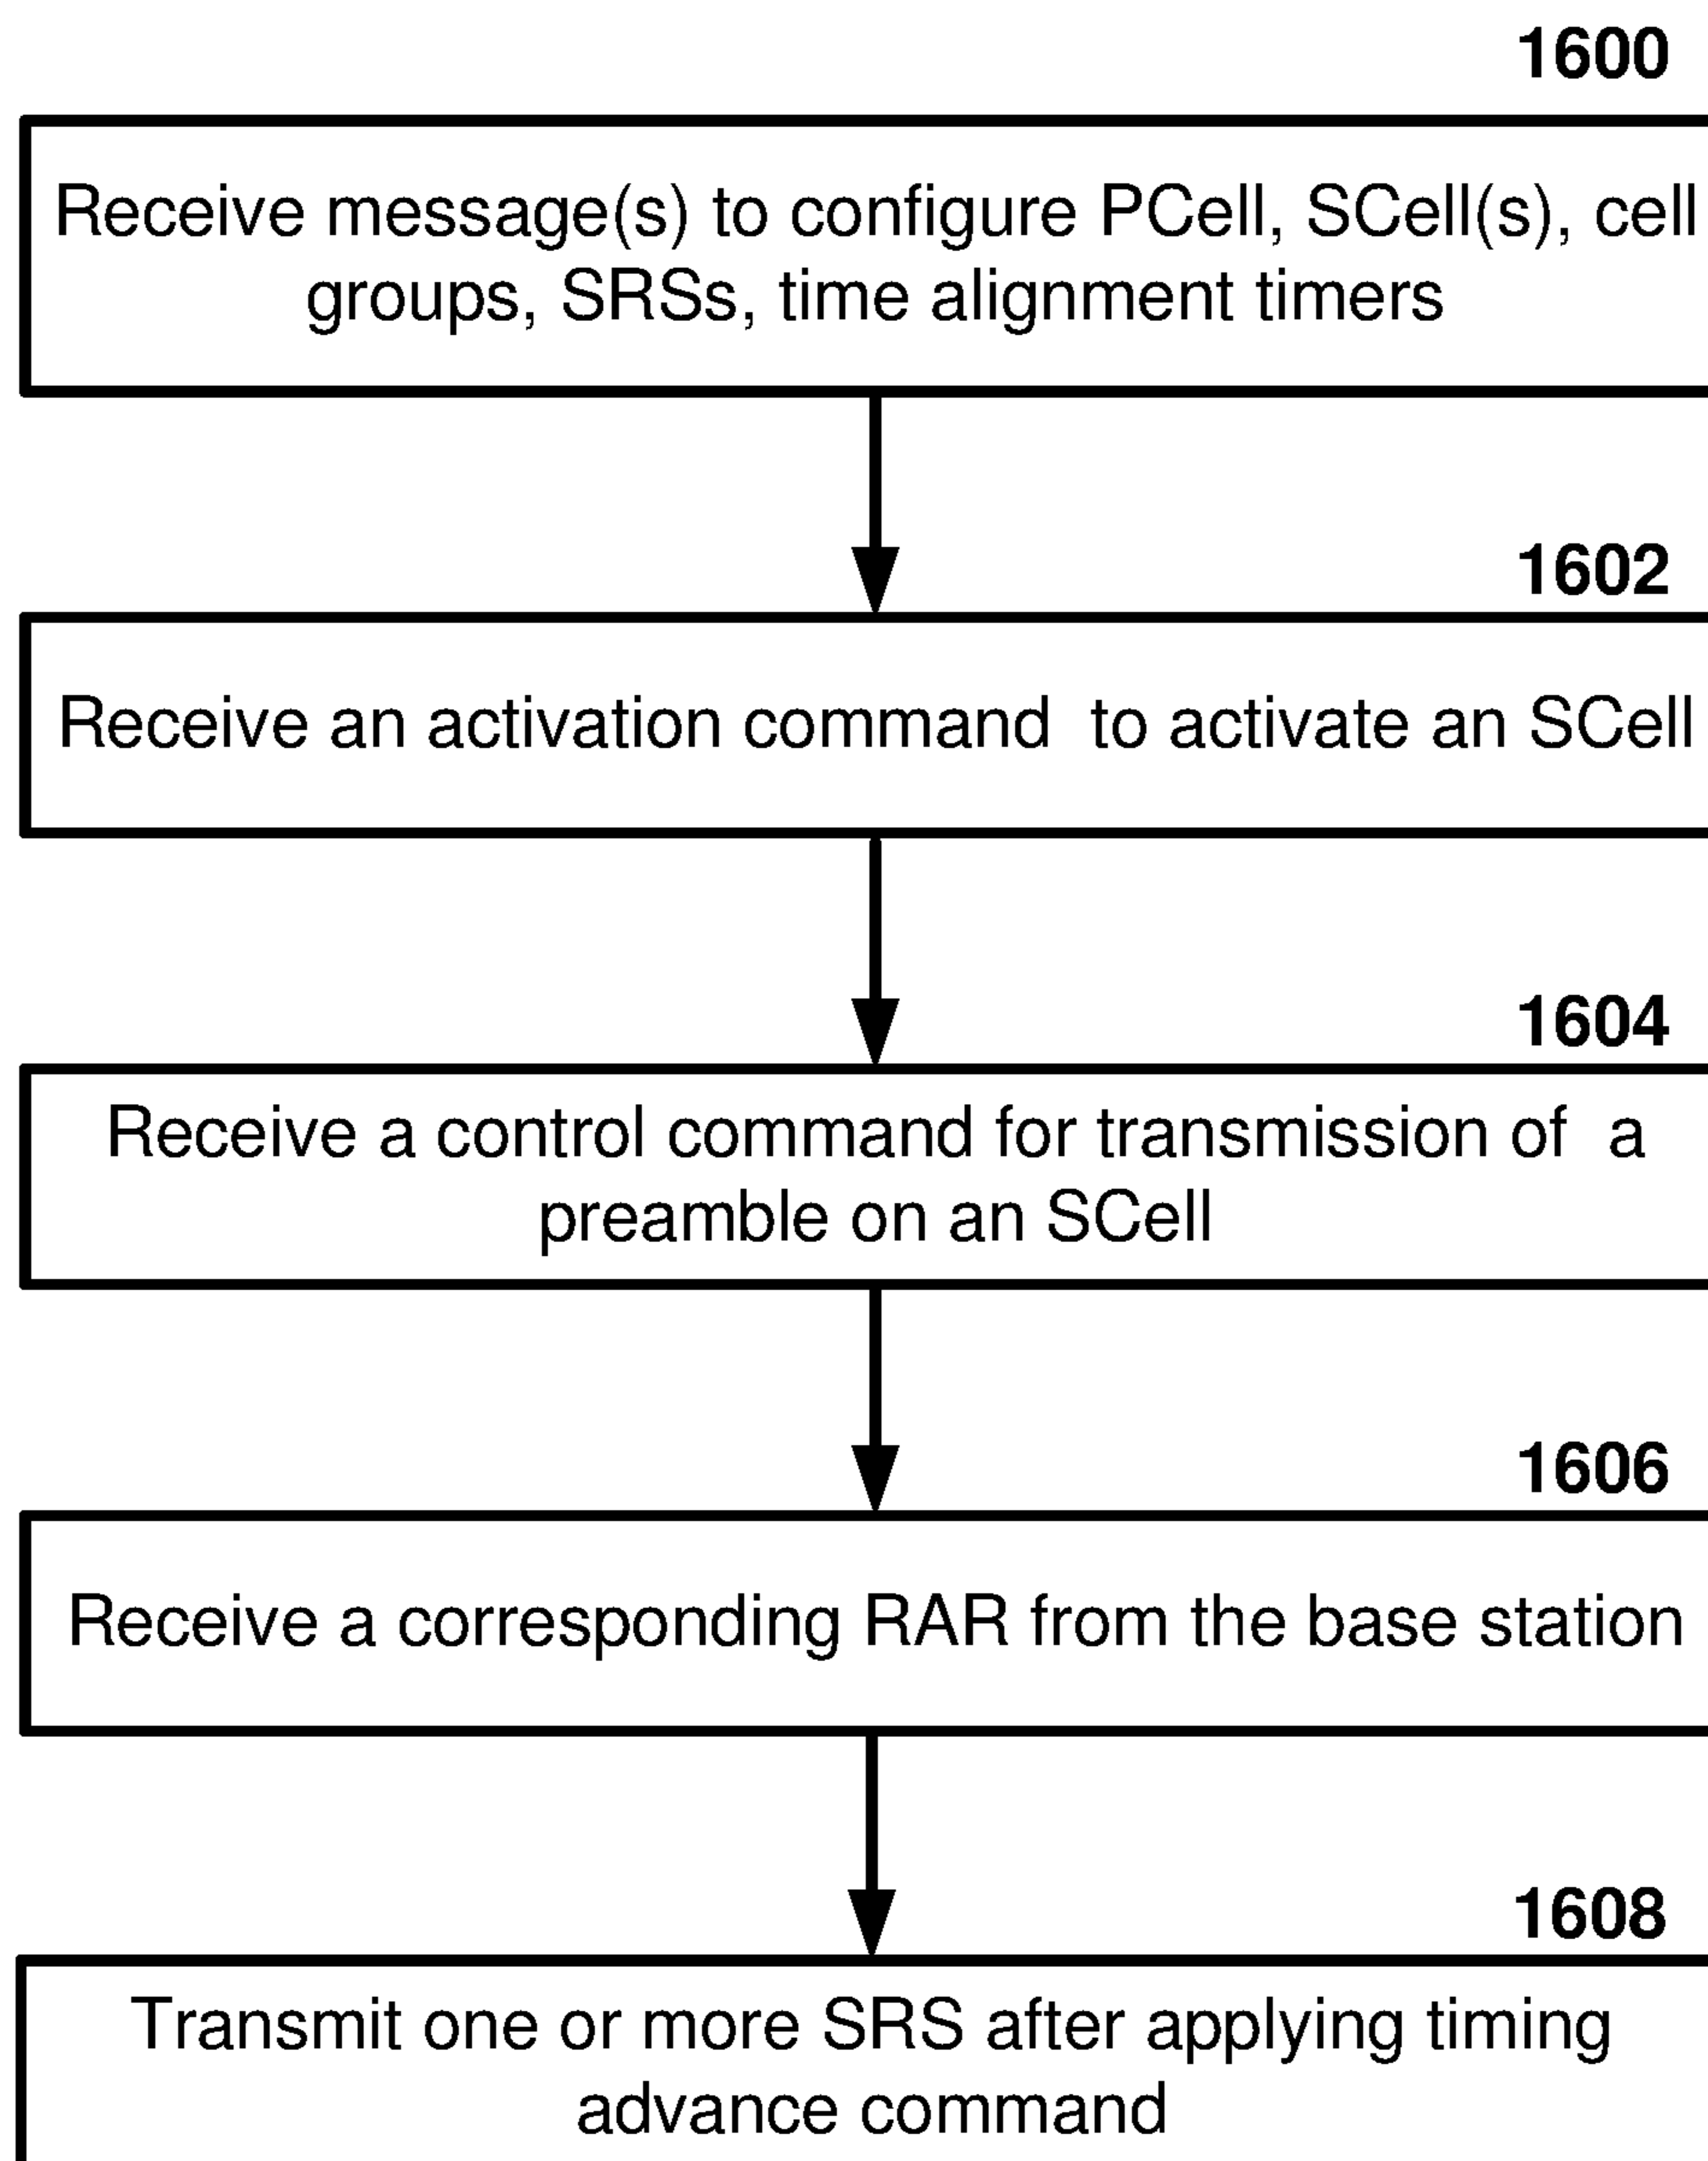 1600
Receive message(s) to configure PCell, SCell(s), cell
groups, SRSs, time alignment timers
1602
Receive an activation command  to activate an SCell
1604
Receive a control command for transmission of  a
preamble on an SCell
1606
Receive a corresponding RAR from the base station
1608
Transmit one or more SRS after applying timing
advance command